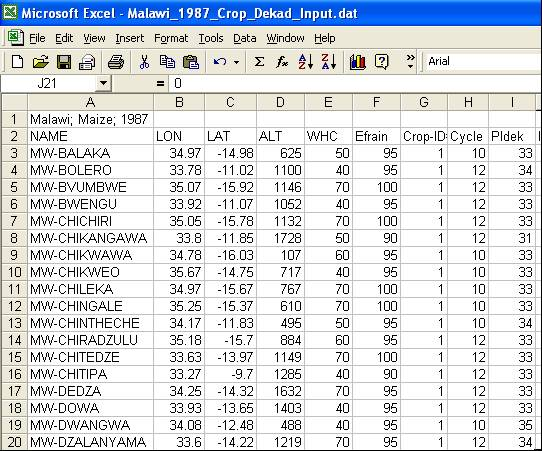 Microsoft Excel - Malawi_1987_Crop_Dekad_Input.dat
File Edit View Insert Format Tools Data Window Help
Σ fx Arial
J21 = 0
A B C D E F G H I
1 Malawi; Maize; 1987
2 NAME LON LAT ALT WHC Efrain Crop-ID Cycle Pldek
3 MW-BALAKA 34.97 -14.98 625 50 95 1 10 33
4 MW-BOLERO 33.78 -11.02 1100 40 95 1 12 34
5 MW-BVUMBWE 35.07 -15.92 1146 70 100 1 12 33
6 MW-BWENGU 33.92 -11.07 1052 40 95 1 12 33
7 MW-CHICHIRI 35.05 -15.78 1132 70 100 1 12 33
8 MW-CHIKANGAWA 33.8 -11.85 1728 50 90 1 12 31
9 MW-CHIKWAWA 34.78 -16.03 107 60 95 1 10 33
10 MW-CHIKWEO 35.67 -14.75 717 40 95 1 10 33
11 MW-CHILEKA 34.97 -15.67 767 70 100 1 10 33
12 MW-CHINGALE 35.25 -15.37 610 70 100 1 10 33
13 MW-CHINTHECHE 34.17 -11.83 495 50 95 1 10 34
14 MW-CHIRADZULU 35.18 -15.7 884 60 95 1 12 33
15 MW-CHITEDZE 33.63 -13.97 1149 70 100 1 12 33
16 MW-CHITIPA 33.27 -9.7 1285 40 90 1 12 33
17 MW-DEDZA 34.25 -14.32 1632 70 95 1 12 33
18 MW-DOWA 33.93 -13.65 1403 40 95 1 12 33
19 MW-DWANGWA 34.08 -12.48 488 40 95 1 10 35
20 MW-DZALANYAMA 33.6 -14.22 1219 70 95 1 12 34